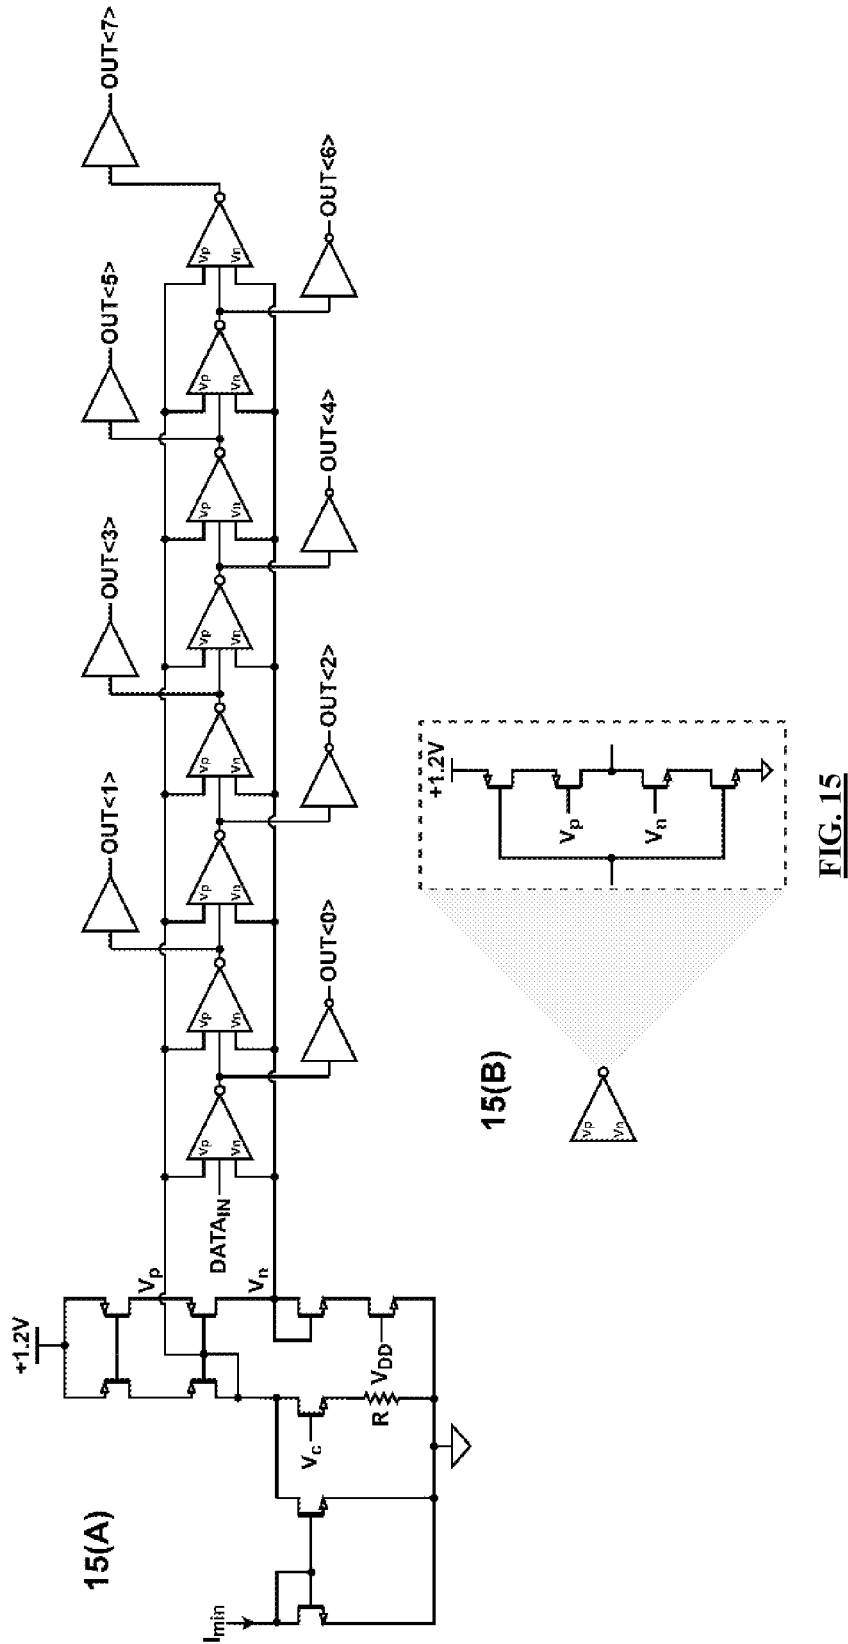 15(A)
+1.2V
Imin
Vc
R
VDD
Vp
Vn
DATAIN
Vp
Vn
Vp
Vn
Vp
Vn
Vp
Vn
Vp
Vn
Vp
Vn
Vp
Vn
Vp
Vn
OUT<0>
OUT<1>
OUT<2>
OUT<3>
OUT<4>
OUT<5>
OUT<6>
OUT<7>
15(B)
Vp
Vn
+1.2V
Vp
Vn
FIG. 15